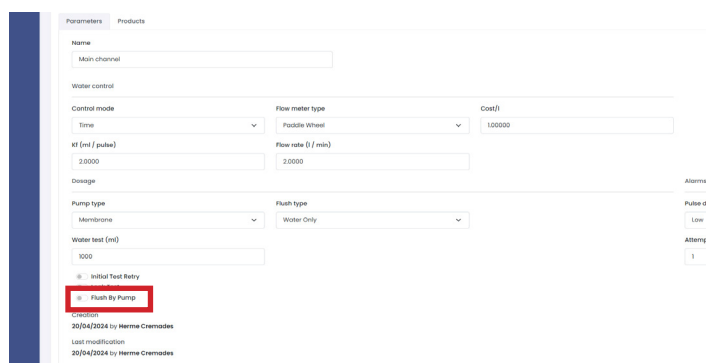 Parameters Products
Name
Main channel
Water control
Control mode Flow meter type Cost/l
Time Paddle Wheel 1.00000
Kf (ml / pulse) Flow rate (l / min)
2.0000 2.0000
Dosage Alarms
Pump type Flush type Pulse d
Membrane Water Only Low
Water test (ml) Attemp
1000 1
Initial Test Retry
Flush By Pump
Creation
20/04/2024 by Herme Cremades
Last modification
20/04/2024 by Herme Cremades